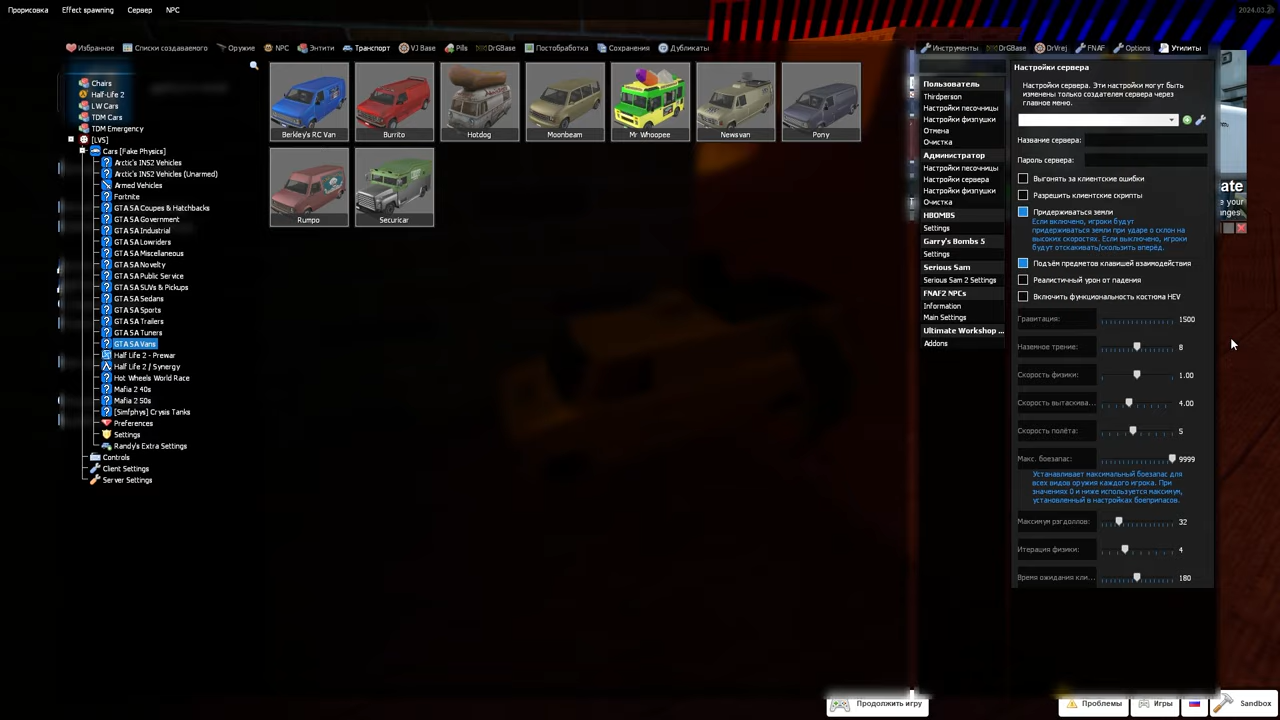 Прорисовка Effect spawning Сервер NPC
Избранное Списки создаваемого Оружие NPC Энтити Транспорт VJ Base Pills DrGBase Постобработка Сохранения Дубликаты
Chairs
Half-Life 2
LW Cars
TDM Cars
TDM Emergency
[LVS]
Cars [Fake Physics]
Arctic's INS2 Vehicles
Arctic's INS2 Vehicles (Unarmed)
Armed Vehicles
Fortnite
GTA SA Coupes & Hatchbacks
GTA SA Government
GTA SA Industrial
GTA SA Lowriders
GTA SA Miscellaneous
GTA SA Novelty
GTA SA Public Service
GTA SA SUVs & Pickups
GTA SA Sedans
GTA SA Sports
GTA SA Trailers
GTA SA Tuners
GTA SA Vans
Half Life 2 - Prewar
Half Life 2 / Synergy
Hot Wheels World Race
Mafia 2 40s
Mafia 2 50s
[Simfphys] Crysis Tanks
Preferences
Settings
Randy's Extra Settings
Controls
Client Settings
Server Settings
Berkley's RC Van
Burrito
Hotdog
Moonbeam
Mr Whoopee
Newsvan
Pony
Rumpo
Securicar
Инструменты DrGBase DrVrej FNAF Options Утилиты
Пользователь
Thirdperson
Настройки песочницы
Настройки физпушки
Отмена
Очистка
Администратор
Настройки песочницы
Настройки сервера
Настройки физпушки
Очистка
HBOMBS
Settings
Garry's Bombs 5
Settings
Serious Sam
Serious Sam 2 Settings
FNAF2 NPCs
Information
Main Settings
Ultimate Workshop ...
Addons
Настройки сервера
Настройки сервера. Эти настройки могут быть
изменены только создателем сервера через
главное меню.
Название сервера:
Пароль сервера:
Выгонять за клиентские ошибки
Разрешить клиентские скрипты
Придерживаться земли
Если включено, игроки будут
придерживаться земли при ударе о склон на
высоких скоростях. Если выключено, игроки
будут отскакивать/скользить вперёд.
Подъём предметов клавишей взаимодействия
Реалистичный урон от падения
Включить функциональность костюма HEV
Гравитация: 1500
Наземное трение: 8
Скорость физики: 1.00
Скорость вытаскива... 4.00
Скорость полёта: 5
Макс. боезапас: 9999
Устанавливает максимальный боезапас для
всех видов оружия каждого игрока. При
значениях 0 и ниже используется максимум,
установленный в настройках боеприпасов.
Максимум рэгдоллов: 32
Итерация физики: 4
Время ожидания кли... 180
ate
e your
anges
Продолжить игру
Проблемы
Игры
Sandbox